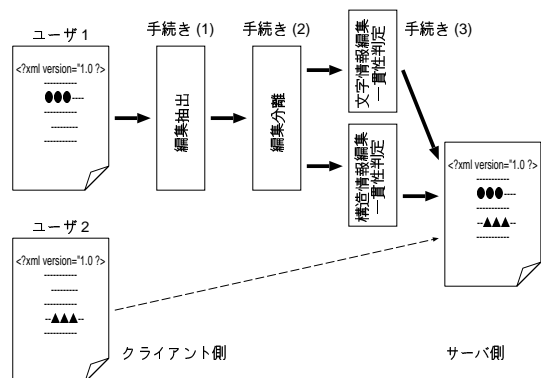 ユーザ 1
<?xml version="1.0 ?>
-----------
●●●----
-----------
-------
-----------
手続き (1)
編集抽出
手続き (2)
編集分離
手続き (3)
文字情報編集
一貫性判定
構造情報編集
一貫性判定
<?xml version="1.0 ?>
-----------
●●●----
-----------
--▲▲▲--
-----------
ユーザ 2
<?xml version="1.0 ?>
-----------
-------
-----------
--▲▲▲--
-----------
クライアント側
サーバ側